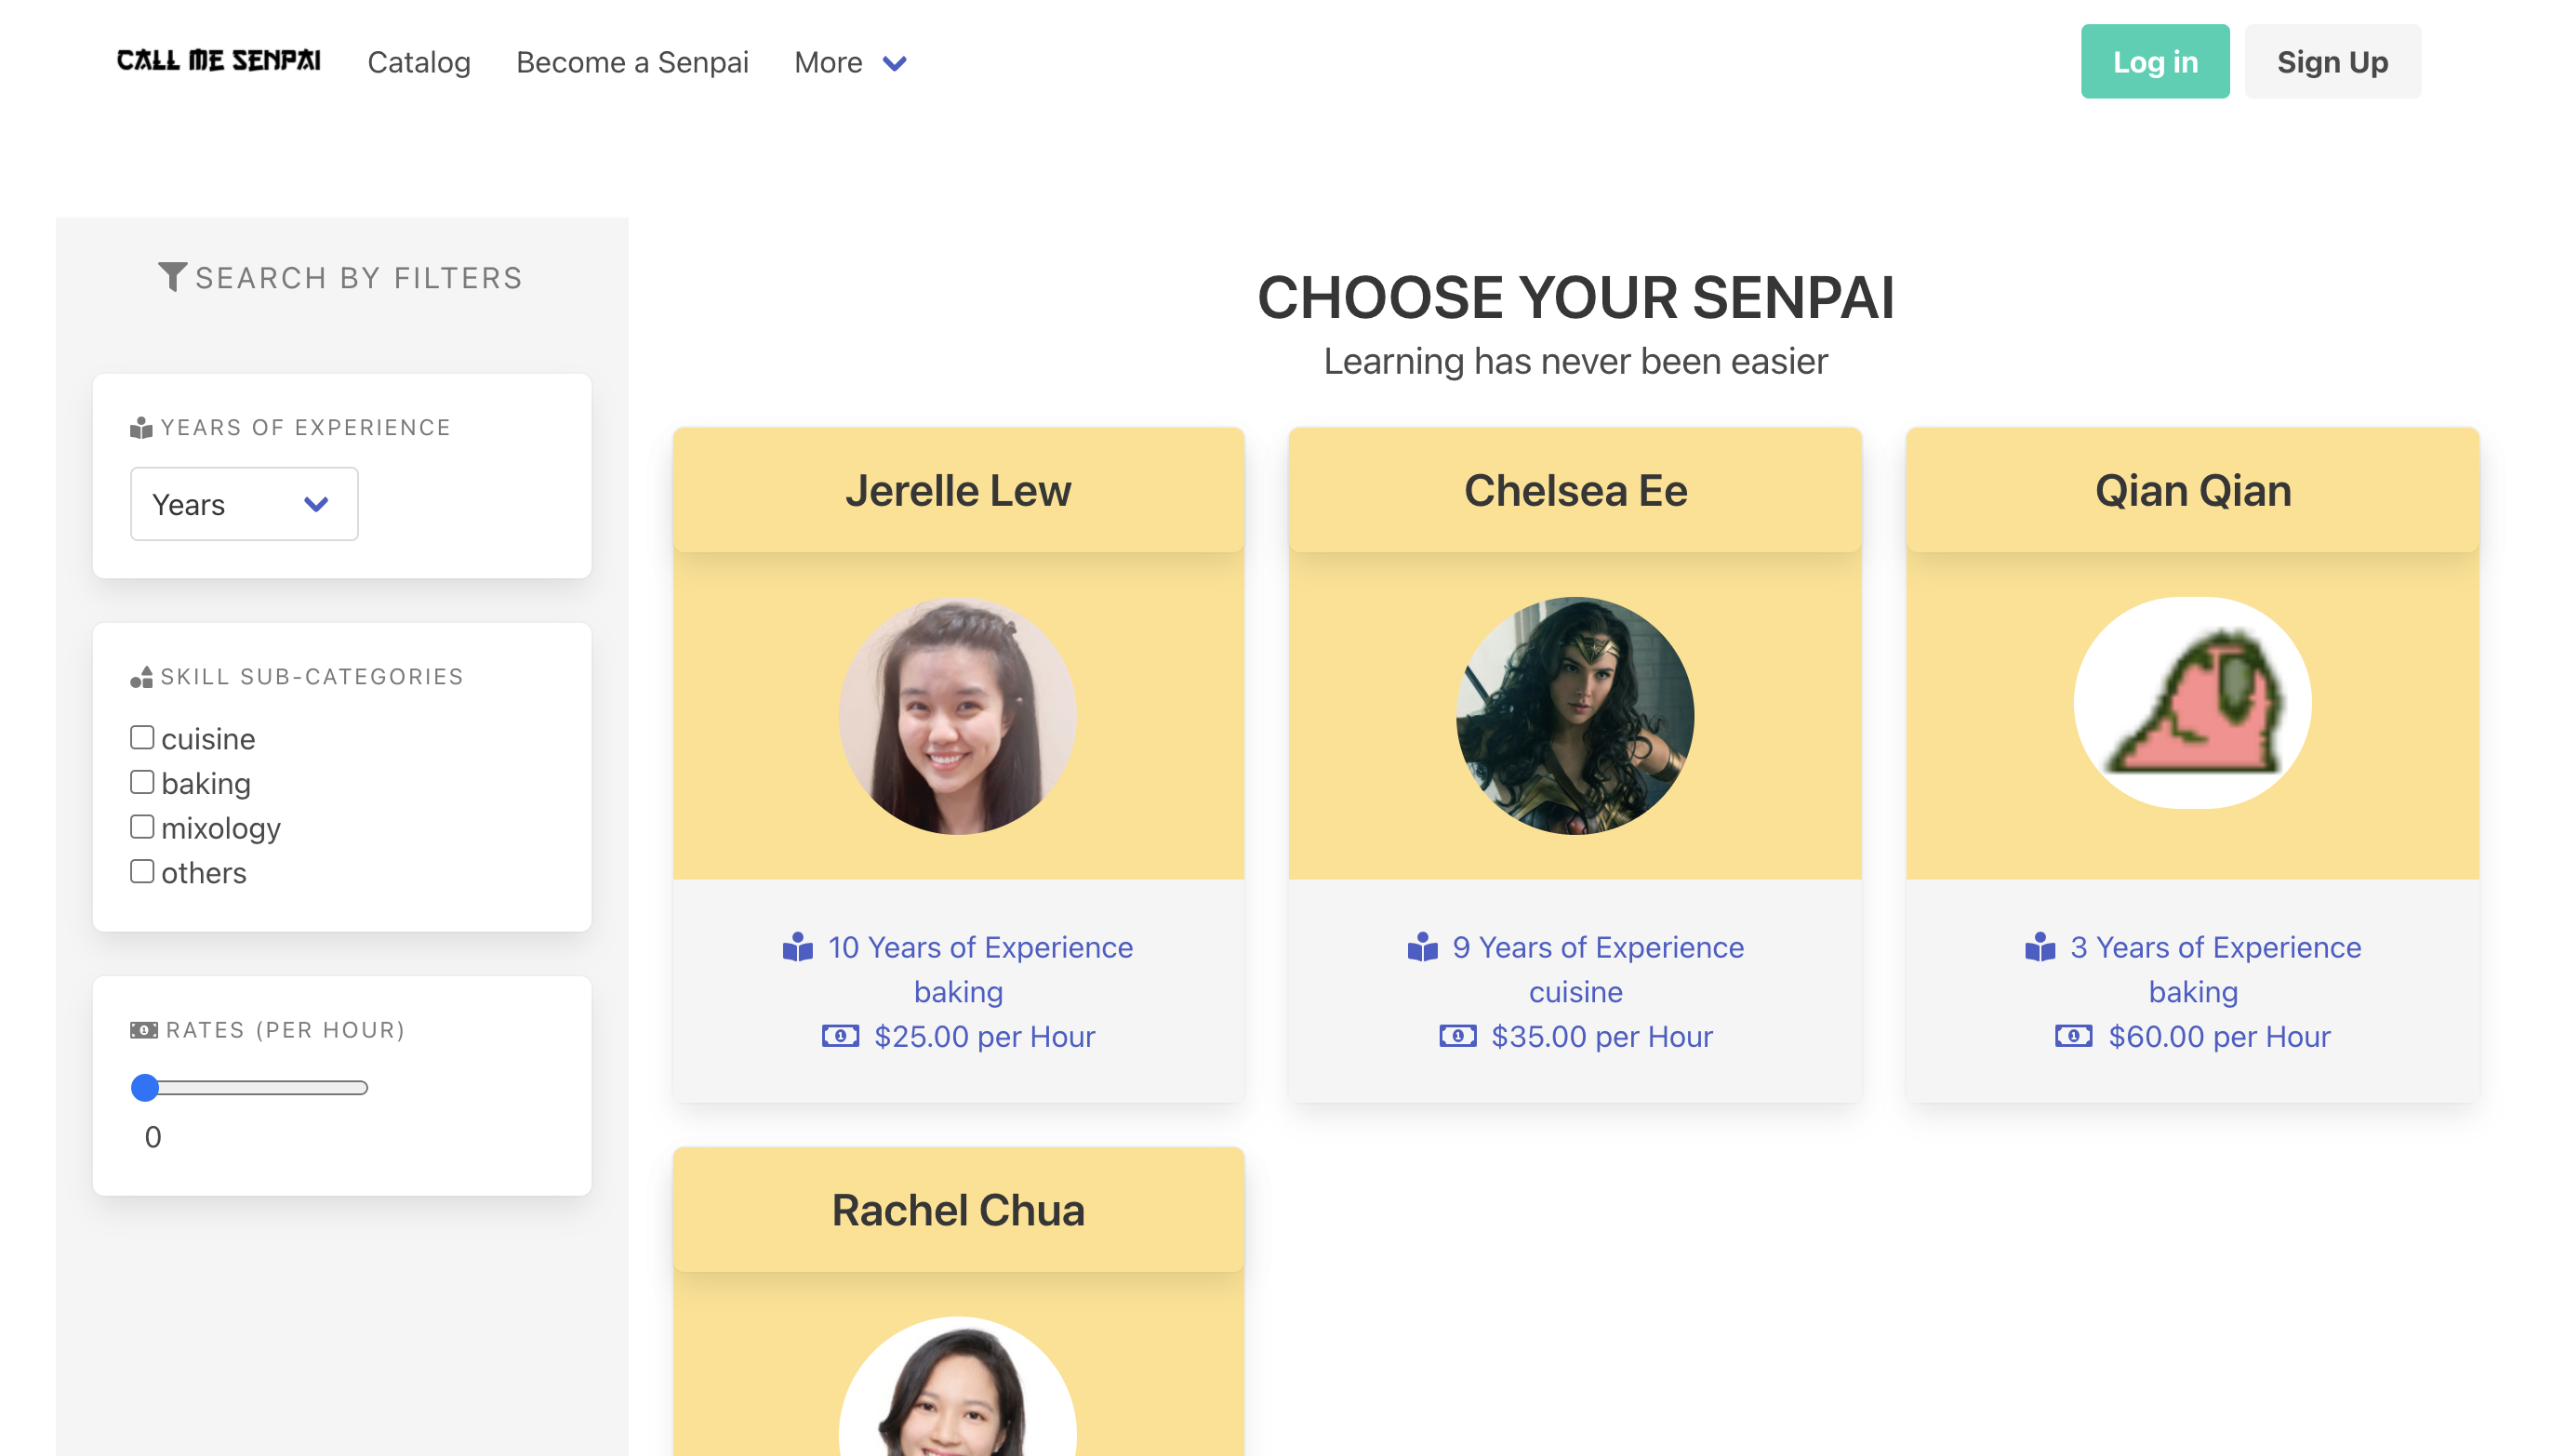 CALL ME SENPAI
Catalog
Become a Senpai
More
Log in
Sign Up
SEARCH BY FILTERS
YEARS OF EXPERIENCE
Years
SKILL SUB-CATEGORIES
cuisine
baking
mixology
others
RATES (PER HOUR)
0
CHOOSE YOUR SENPAI
Learning has never been easier
Jerelle Lew
10 Years of Experience
baking
$25.00 per Hour
Chelsea Ee
9 Years of Experience
cuisine
$35.00 per Hour
Qian Qian
3 Years of Experience
baking
$60.00 per Hour
Rachel Chua